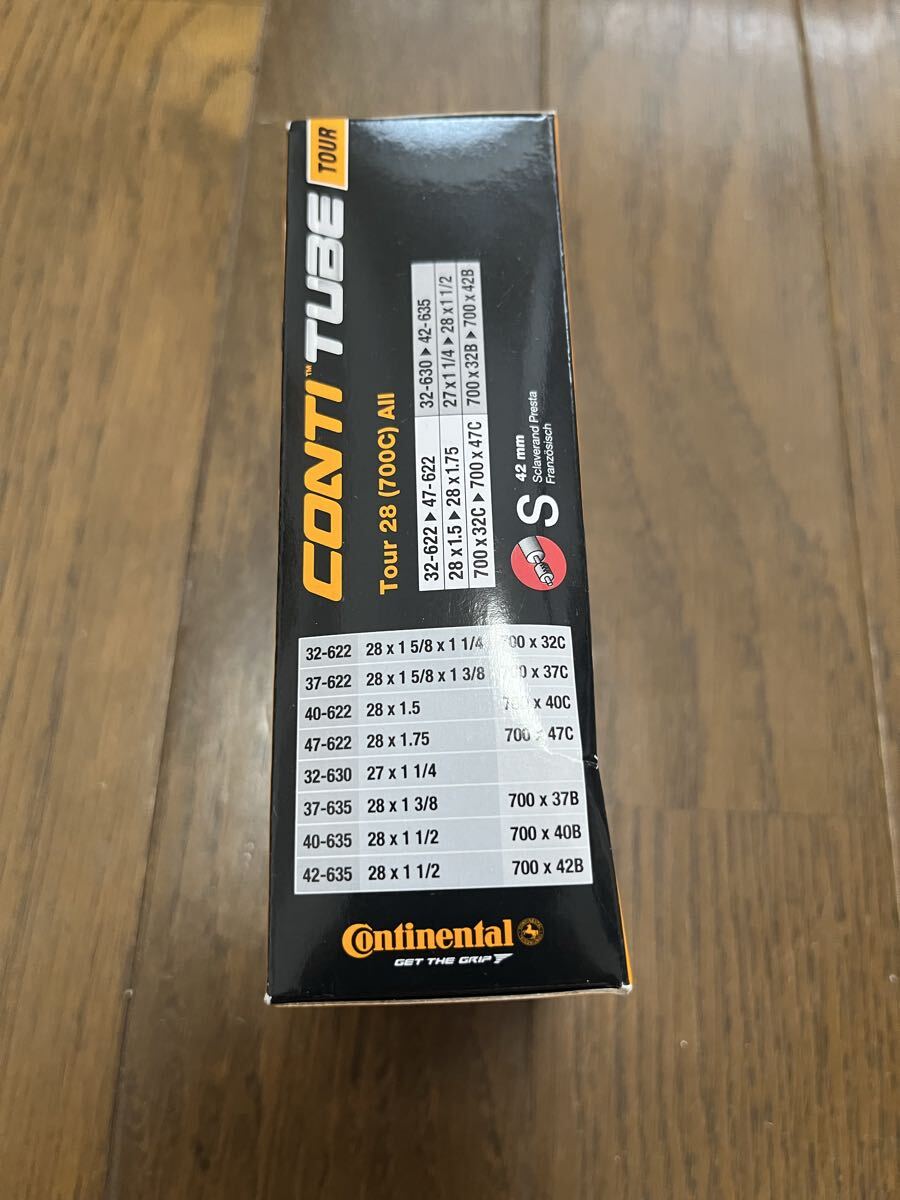 CONTI™ TUBE TOUR
Tour 28 (700C) All
32-622 ▶ 47-622 32-630 ▶ 42-635
28 x 1.5 ▶ 28 x 1.75 27 x 1 1/4 ▶ 28 x 1 1/2
700 x 32C ▶ 700 x 47C 700 x 32B ▶ 700 x 42B
S 42 mm
Sclaverand Presta
Französisch
32-622 28 x 1 5/8 x 1 1/4 700 x 32C
37-622 28 x 1 5/8 x 1 3/8 700 x 37C
40-622 28 x 1.5 700 x 40C
47-622 28 x 1.75 700 x 47C
32-630 27 x 1 1/4
37-635 28 x 1 3/8 700 x 37B
40-635 28 x 1 1/2 700 x 40B
42-635 28 x 1 1/2 700 x 42B
Continental
GET THE GRIP